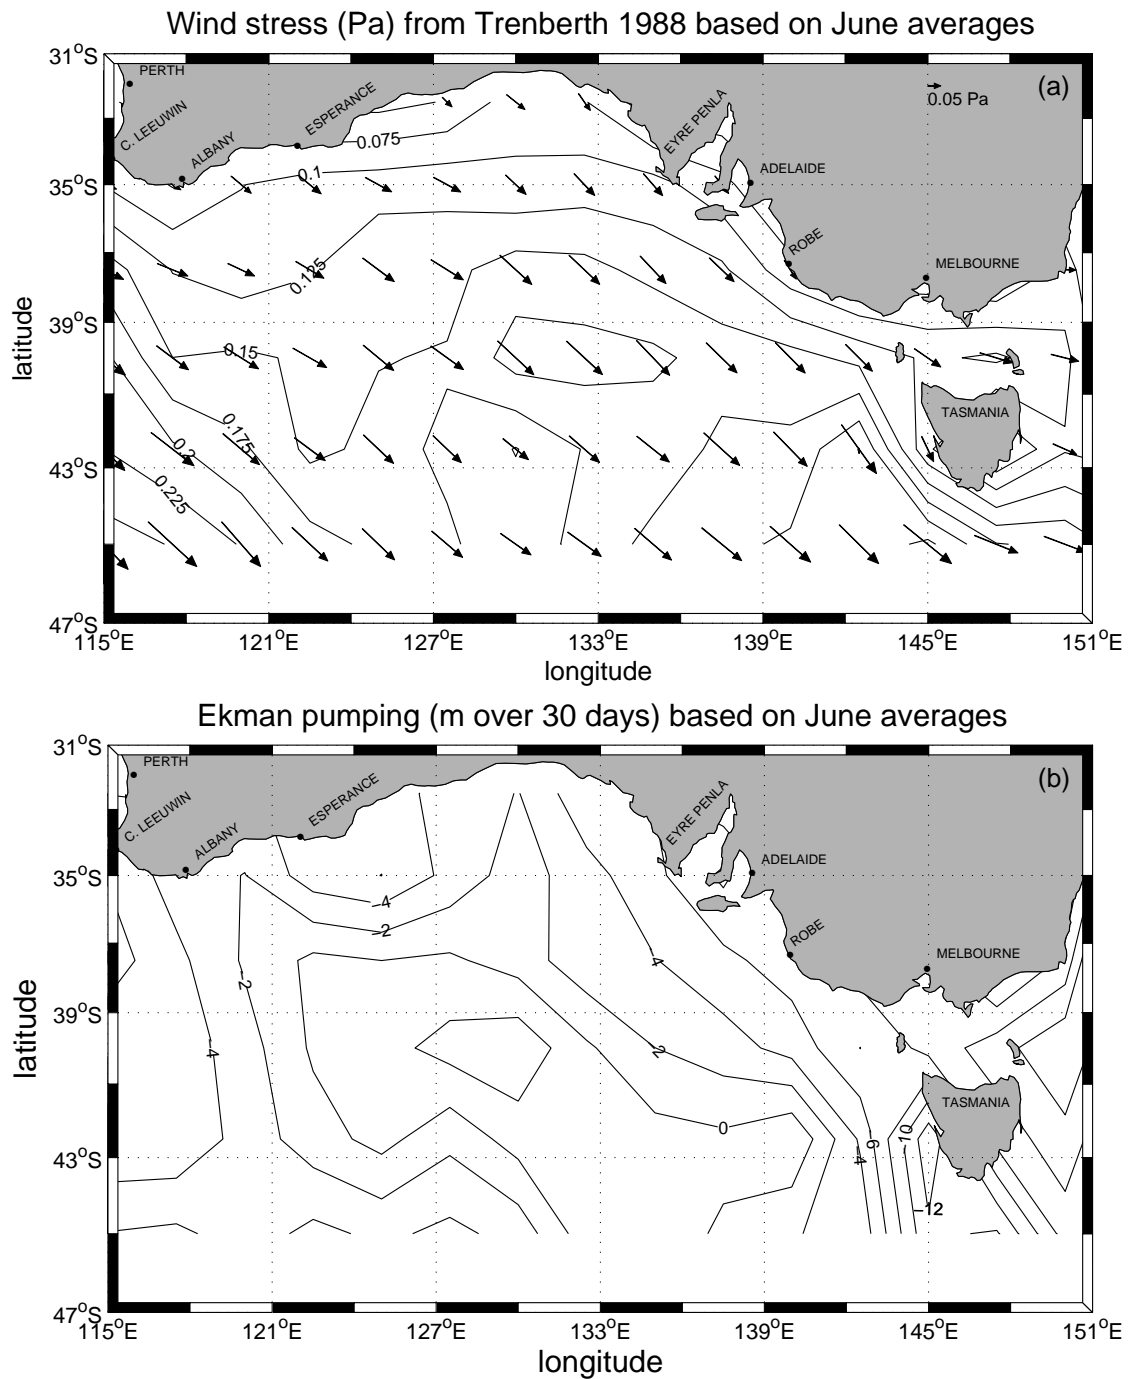 Wind stress (Pa) from Trenberth 1988 based on June averages
31°S
PERTH
(a)
0.05 Pa
ESPERANCE
EYRE PENLA
C. LEEUWIN
ALBANY
0.075
0.1
ADELAIDE
35°S
ROBE
MELBOURNE
0.125
39°S
0.15
TASMANIA
0.175
0.2
43°S
0.225
47°S
115°E 121°E 127°E 133°E 139°E 145°E 151°E
latitude
longitude
Ekman pumping (m over 30 days) based on June averages
31°S
PERTH
(b)
ESPERANCE
EYRE PENLA
C. LEEUWIN
ALBANY
ADELAIDE
35°S
−4
−2
ROBE
−4
MELBOURNE
−2
39°S
−4
2
TASMANIA
0
−6
−10
−4
43°S
−12
47°S
115°E 121°E 127°E 133°E 139°E 145°E 151°E
latitude
longitude